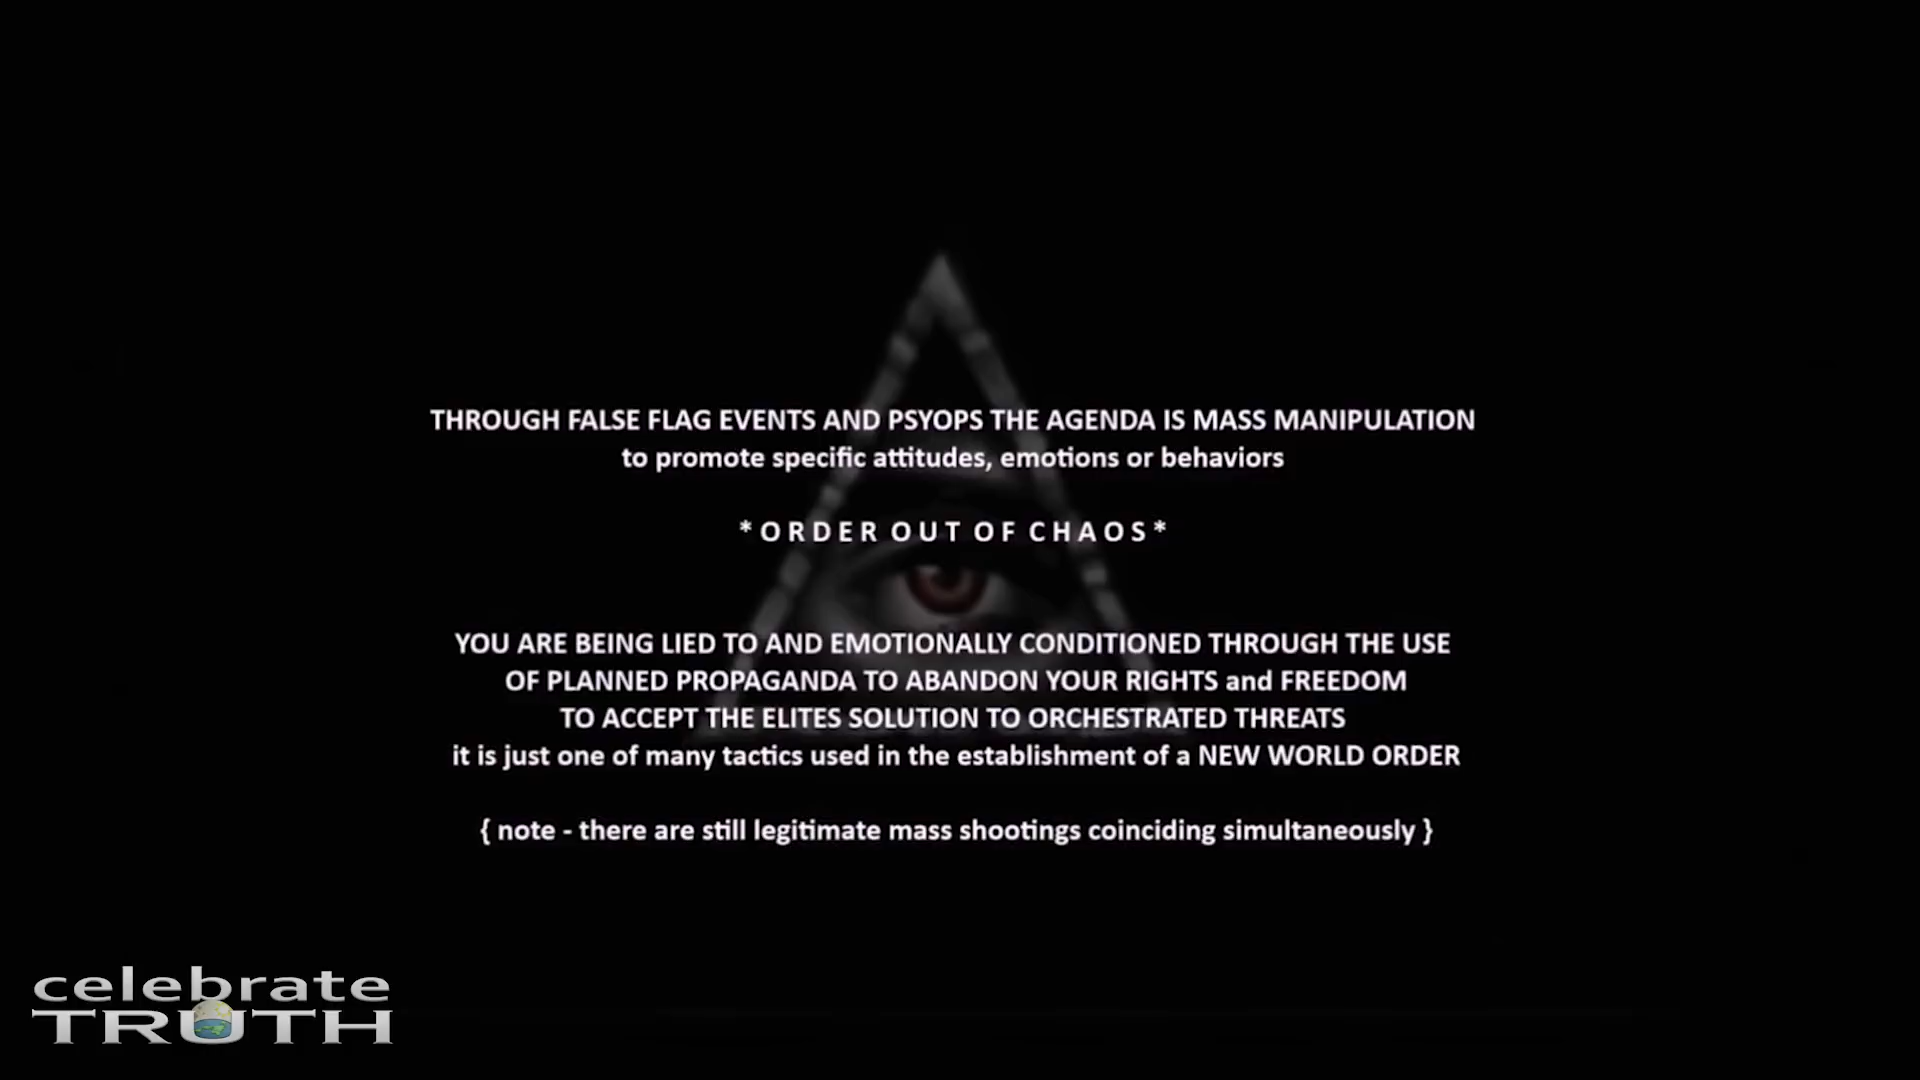 THROUGH FALSE FLAG EVENTS AND PSYOPS THE AGENDA IS MASS MANIPULATION
to promote specific attitudes, emotions or behaviors
*ORDER OUT OF CHAOS*
YOU ARE BEING LIED TO AND EMOTIONALLY CONDITIONED THROUGH THE USE
OF PLANNED PROPAGANDA TO ABANDON YOUR RIGHTS and FREEDOM
TO ACCEPT THE ELITES SOLUTION TO ORCHESTRATED THREATS
it is just one of many tactics used in the establishment of a NEW WORLD ORDER
{ note - there are still legitimate mass shootings coinciding simultaneously }
celebrate
TRUTH